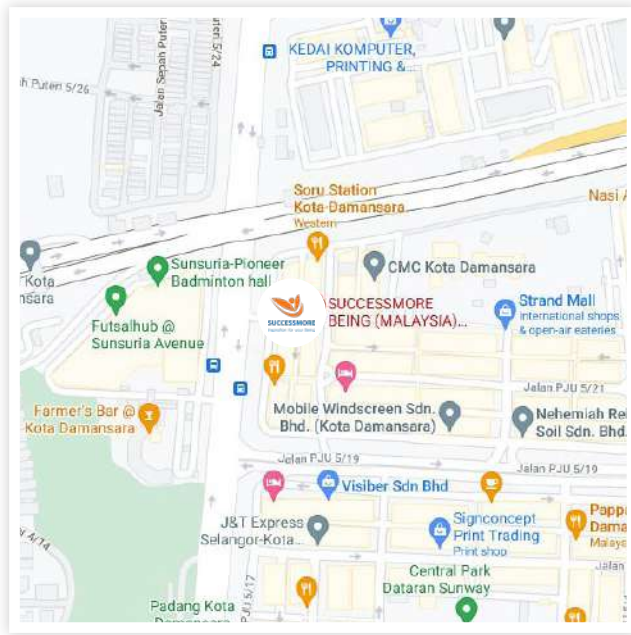 KEDAI KOMPUTER,
PRINTING &...
Puteri 5/24
Jalan Sepah Puteri
Puteri 5/26
Soru Station
Kota Damansara
Western
Nasi
Sunsuria-Pioneer
Badminton hall
CMC Kota Damansara
Kota
SUCCESSMORE
SUCCESSMORE
BEING (MALAYSIA)...
Strand Mall
International shops
& open-air eateries
Futsalhub @
Sunsuria Avenue
Jalan PJU 5/21
Farmer's Bar @
Kota Damansara
Mobile Windscreen Sdn.
Bhd. (Kota Damansara)
Nehemiah Rei
Soil Sdn. Bhd.
Jalan PJU 5/19
Jalan PJU 5/19
Visiber Sdn Bhd
J&T Express
Selangor-Kota...
Signconcept
Print Trading
Print shop
Papp
Dama
Malays
4/14
Central Park
Dataran Sunway
Jalan
PJU 5/17
Padang Kota
Damansara